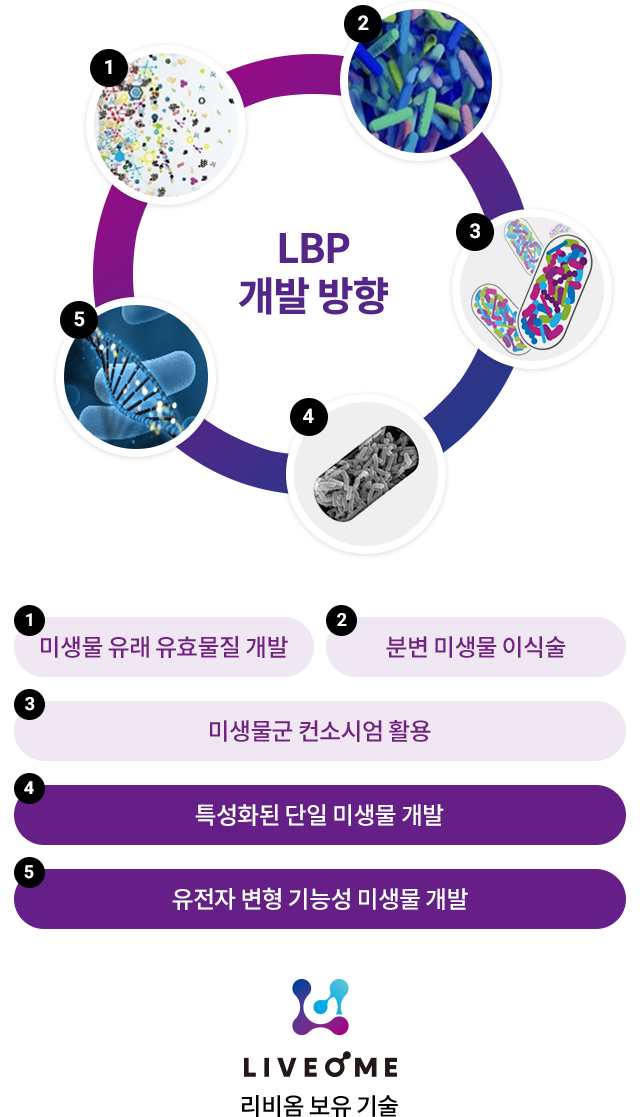 1
2
3
4
5
LBP
개발 방향
1
미생물 유래 유효물질 개발
2
분변 미생물 이식술
3
미생물군 컨소시엄 활용
4
특성화된 단일 미생물 개발
5
유전자 변형 기능성 미생물 개발
LIVEOME
리비옴 보유 기술